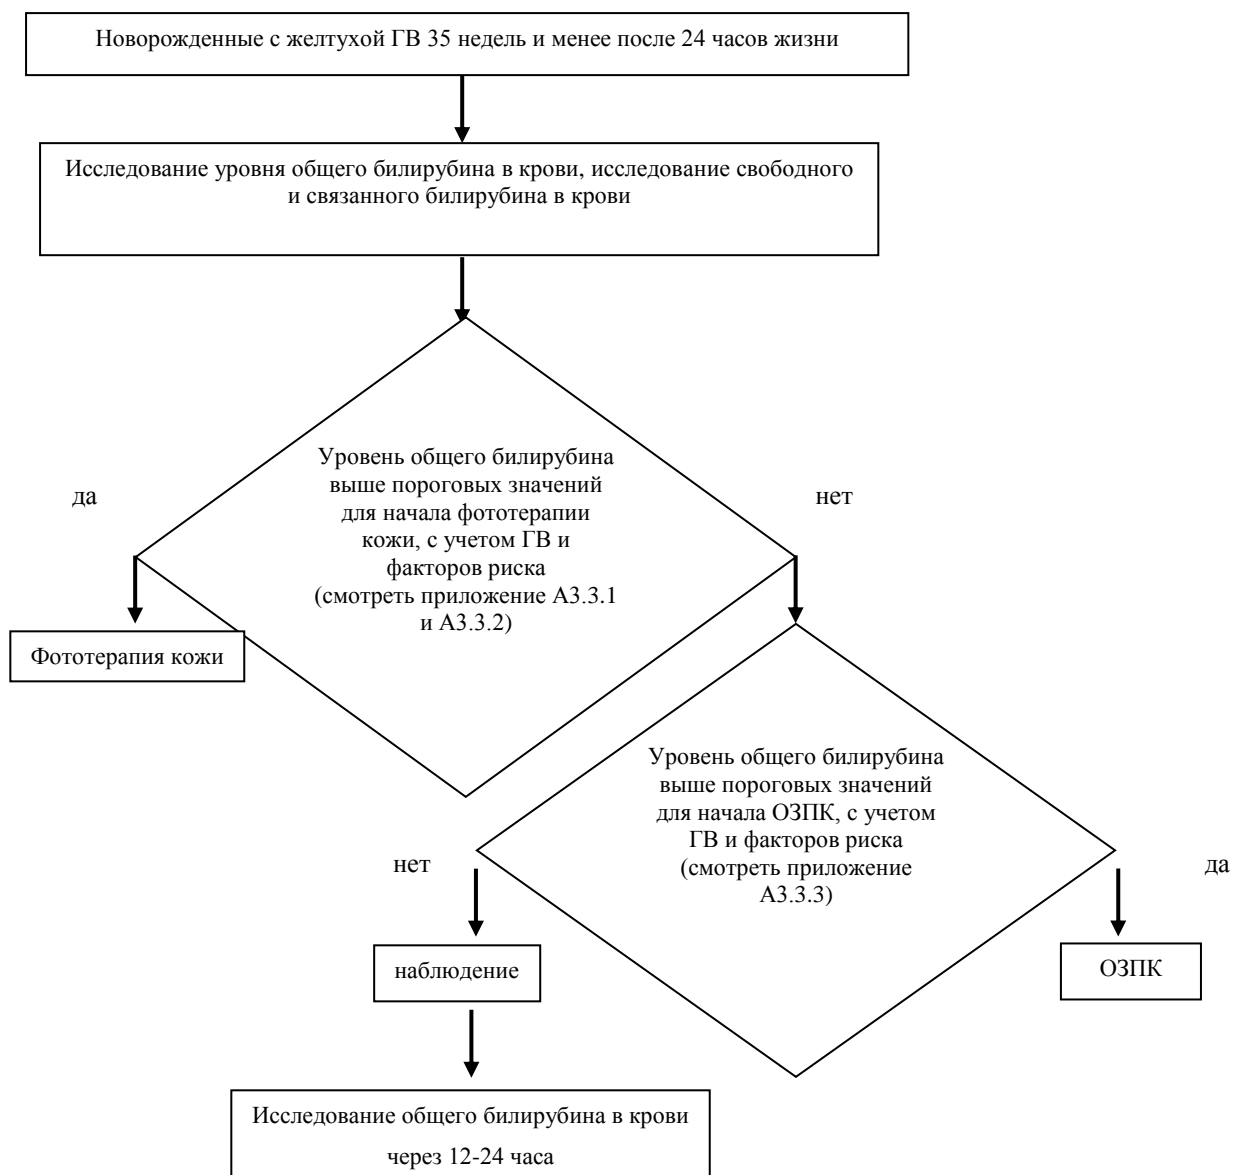 Новорожденные с желтухой ГВ 35 недель и менее после 24 часов жизни
Исследование уровня общего билирубина в крови, исследование свободного
и связанного билирубина в крови
Уровень общего билирубина
выше пороговых значений
для начала фототерапии
кожи, с учетом ГВ и
факторов риска
(смотреть приложение А3.3.1
и А3.3.2)
да
нет
Фототерапия кожи
Уровень общего билирубина
выше пороговых значений
для начала ОЗПК, с учетом
ГВ и факторов риска
(смотреть приложение
А3.3.3)
нет
да
наблюдение
ОЗПК
Исследование общего билирубина в крови
через 12-24 часа